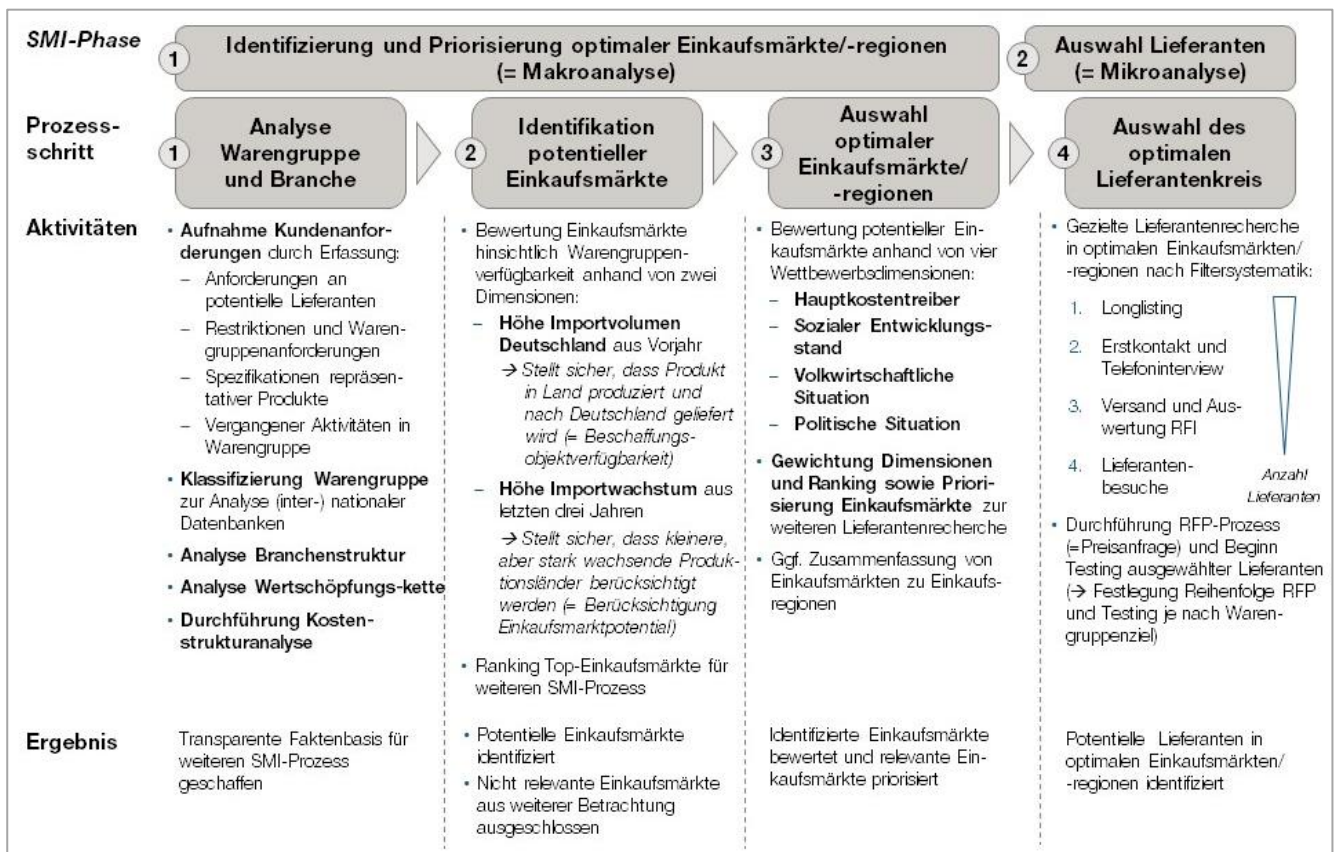 SMI-Phase
1
Identifizierung und Priorisierung optimaler Einkaufsmärkte/-regionen
(= Makroanalyse)
2
Auswahl Lieferanten
(= Mikroanalyse)
Prozess-
schritt
1
Analyse
Warengruppe
und Branche
2
Identifikation
potentieller
Einkaufsmärkte
3
Auswahl
optimaler
Einkaufsmärkte/
-regionen
4
Auswahl des
optimalen
Lieferantenkreis
Aktivitäten
• Aufnahme Kundenanfor-
derungen durch Erfassung:
– Anforderungen an
potentielle Lieferanten
– Restriktionen und Waren-
gruppenanforderungen
– Spezifikationen repräsen-
tativer Produkte
– Vergangener Aktivitäten in
Warengruppe
• Klassifizierung Warengruppe
zur Analyse (inter-) nationaler
Datenbanken
• Analyse Branchenstruktur
• Analyse Wertschöpfungs-kette
• Durchführung Kosten-
strukturanalyse
• Bewertung Einkaufsmärkte
hinsichtlich Warengruppen-
verfügbarkeit anhand von zwei
Dimensionen:
– Höhe Importvolumen
Deutschland aus Vorjahr
→ Stellt sicher, dass Produkt
in Land produziert und
nach Deutschland geliefert
wird (= Beschaffungs-
objektverfügbarkeit)
– Höhe Importwachstum aus
letzten drei Jahren
→ Stellt sicher, dass kleinere,
aber stark wachsende Produk-
tionsländer berücksichtigt
werden (= Berücksichtigung
Einkaufsmarktpotential)
• Ranking Top-Einkaufsmärkte für
weiteren SMI-Prozess
• Bewertung potentieller Ein-
kaufsmärkte anhand von vier
Wettbewerbsdimensionen:
– Hauptkostentreiber
– Sozialer Entwicklungs-
stand
– Volkwirtschaftliche
Situation
– Politische Situation
• Gewichtung Dimensionen
und Ranking sowie Priori-
sierung Einkaufsmärkte zur
weiteren Lieferantenrecherche
• Ggf. Zusammenfassung von
Einkaufsmärkten zu Einkaufs-
regionen
• Gezielte Lieferantenrecherche
in optimalen Einkaufsmärkten/
-regionen nach Filtersystematik:
1. Longlisting
2. Erstkontakt und
Telefoninterview
3. Versand und Aus-
wertung RFI
4. Lieferanten-
besuche
Anzahl
Lieferanten
• Durchführung RFP-Prozess
(=Preisanfrage) und Beginn
Testing ausgewählter Lieferanten
(→ Festlegung Reihenfolge RFP
und Testing je nach Waren-
gruppenziel)
Ergebnis
Transparente Faktenbasis für
weiteren SMI-Prozess
geschaffen
• Potentielle Einkaufsmärkte
identifiziert
• Nicht relevante Einkaufsmärkte
aus weiterer Betrachtung
ausgeschlossen
Identifizierte Einkaufsmärkte
bewertet und relevante Ein-
kaufsmärkte priorisiert
Potentielle Lieferanten in
optimalen Einkaufsmärkten/
-regionen identifiziert